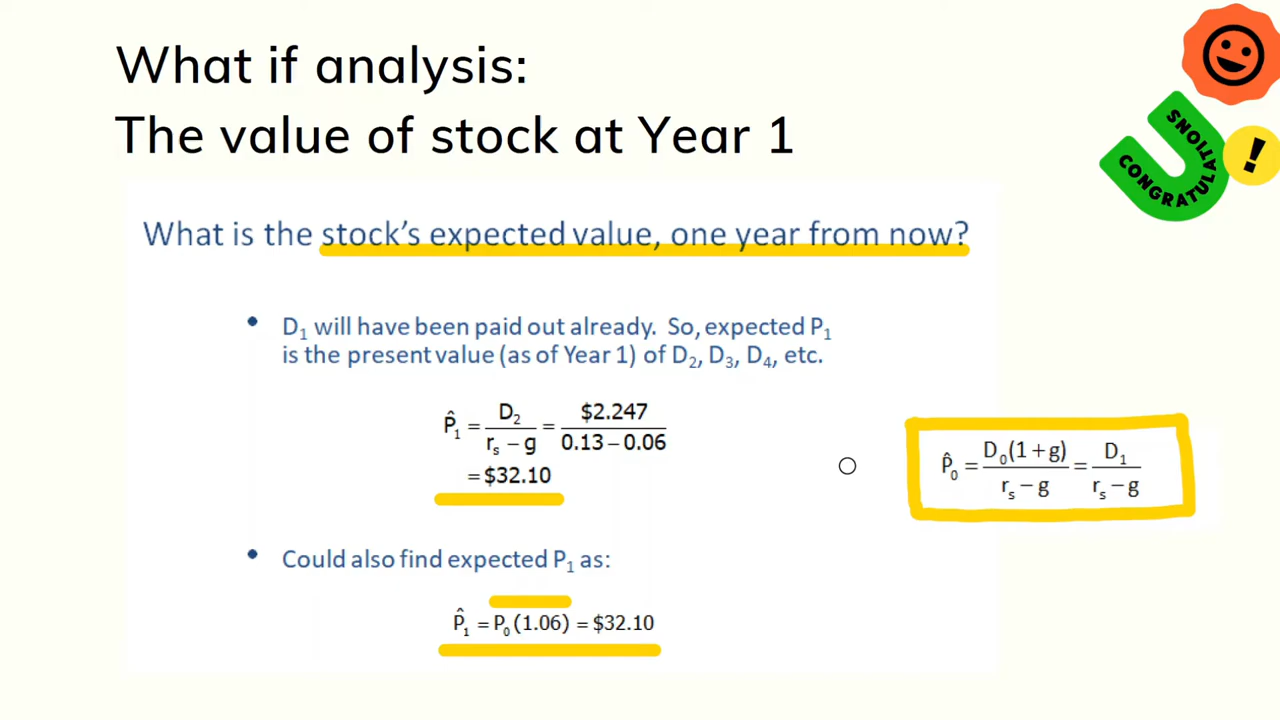 What if analysis:
The value of stock at Year 1
CONGRATULATIONS
!
What is the stock's expected value, one year from now?
• D₁ will have been paid out already. So, expected P₁
is the present value (as of Year 1) of D₂, D₃, D₄, etc.
P̂₁ = D₂ / (rₛ − g) = $2.247 / (0.13 − 0.06)
= $32.10
P̂₀ = D₀(1 + g) / (rₛ − g) = D₁ / (rₛ − g)
• Could also find expected P₁ as:
P̂₁ = P₀(1.06) = $32.10